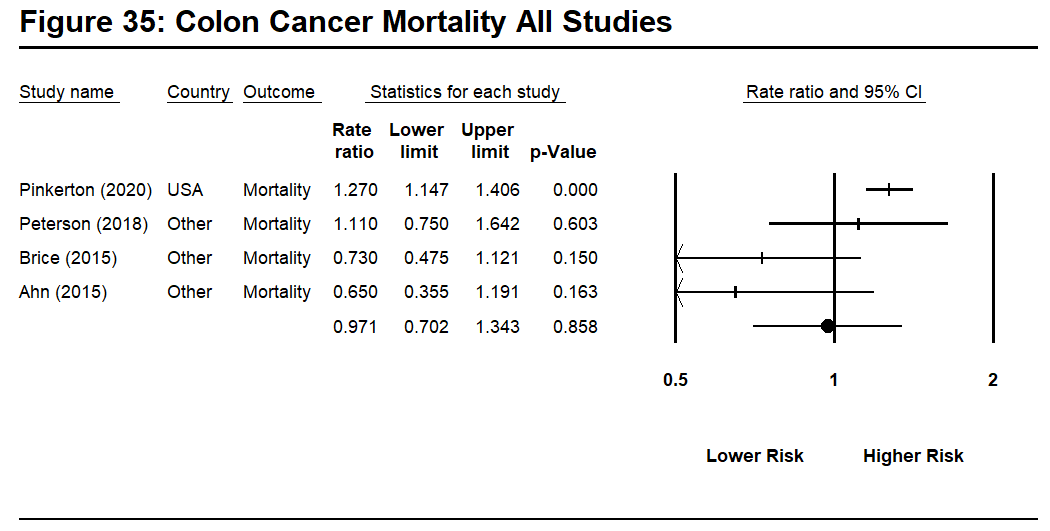 Figure 35: Colon Cancer Mortality All Studies
Study name Country Outcome Statistics for each study Rate ratio and 95% CI
Rate Lower Upper
ratio limit limit p-Value
Pinkerton (2020) USA Mortality 1.270 1.147 1.406 0.000
Peterson (2018) Other Mortality 1.110 0.750 1.642 0.603
Brice (2015) Other Mortality 0.730 0.475 1.121 0.150
Ahn (2015) Other Mortality 0.650 0.355 1.191 0.163
0.971 0.702 1.343 0.858
0.5 1 2
Lower Risk Higher Risk